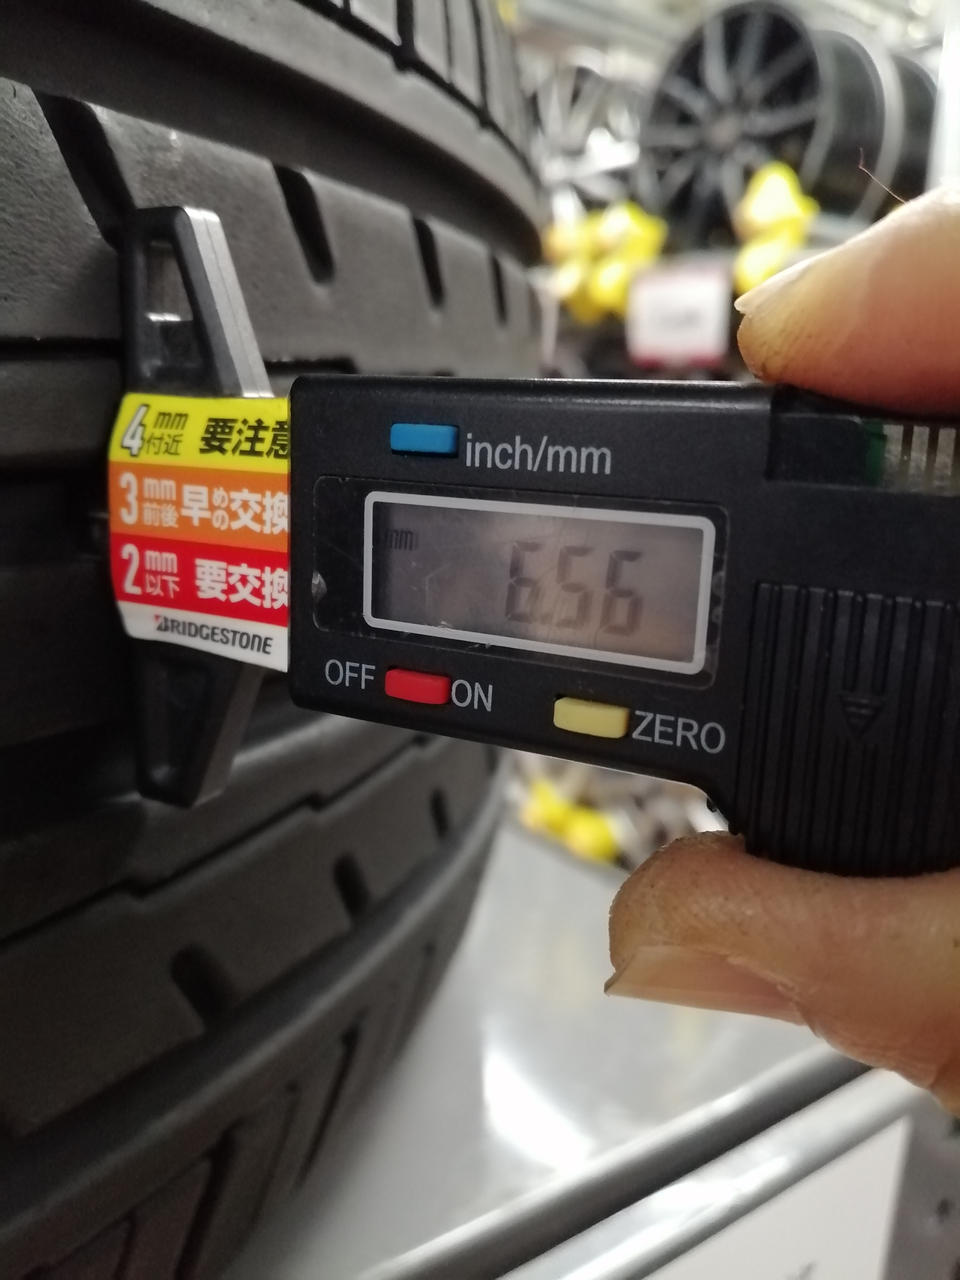 4 mm付近 要注意
3 mm前後 早めの交換
2 mm以下 要交換
BRIDGESTONE
inch/mm
mm 6.56
OFF ON ZERO